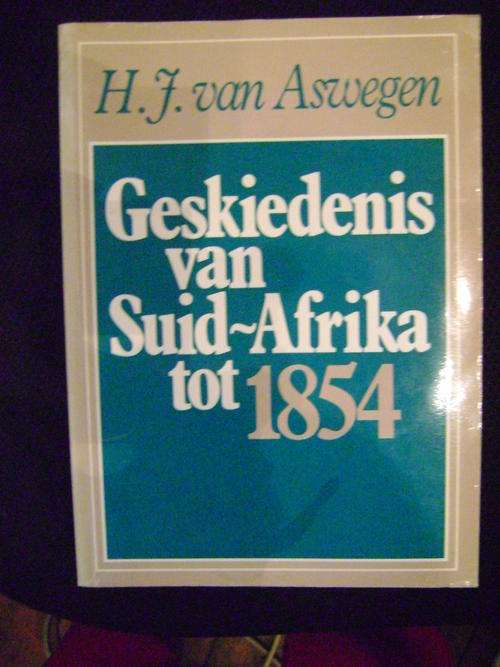 H.J. van Aswegen
Geskiedenis
van
Suid~Afrika
tot 1854